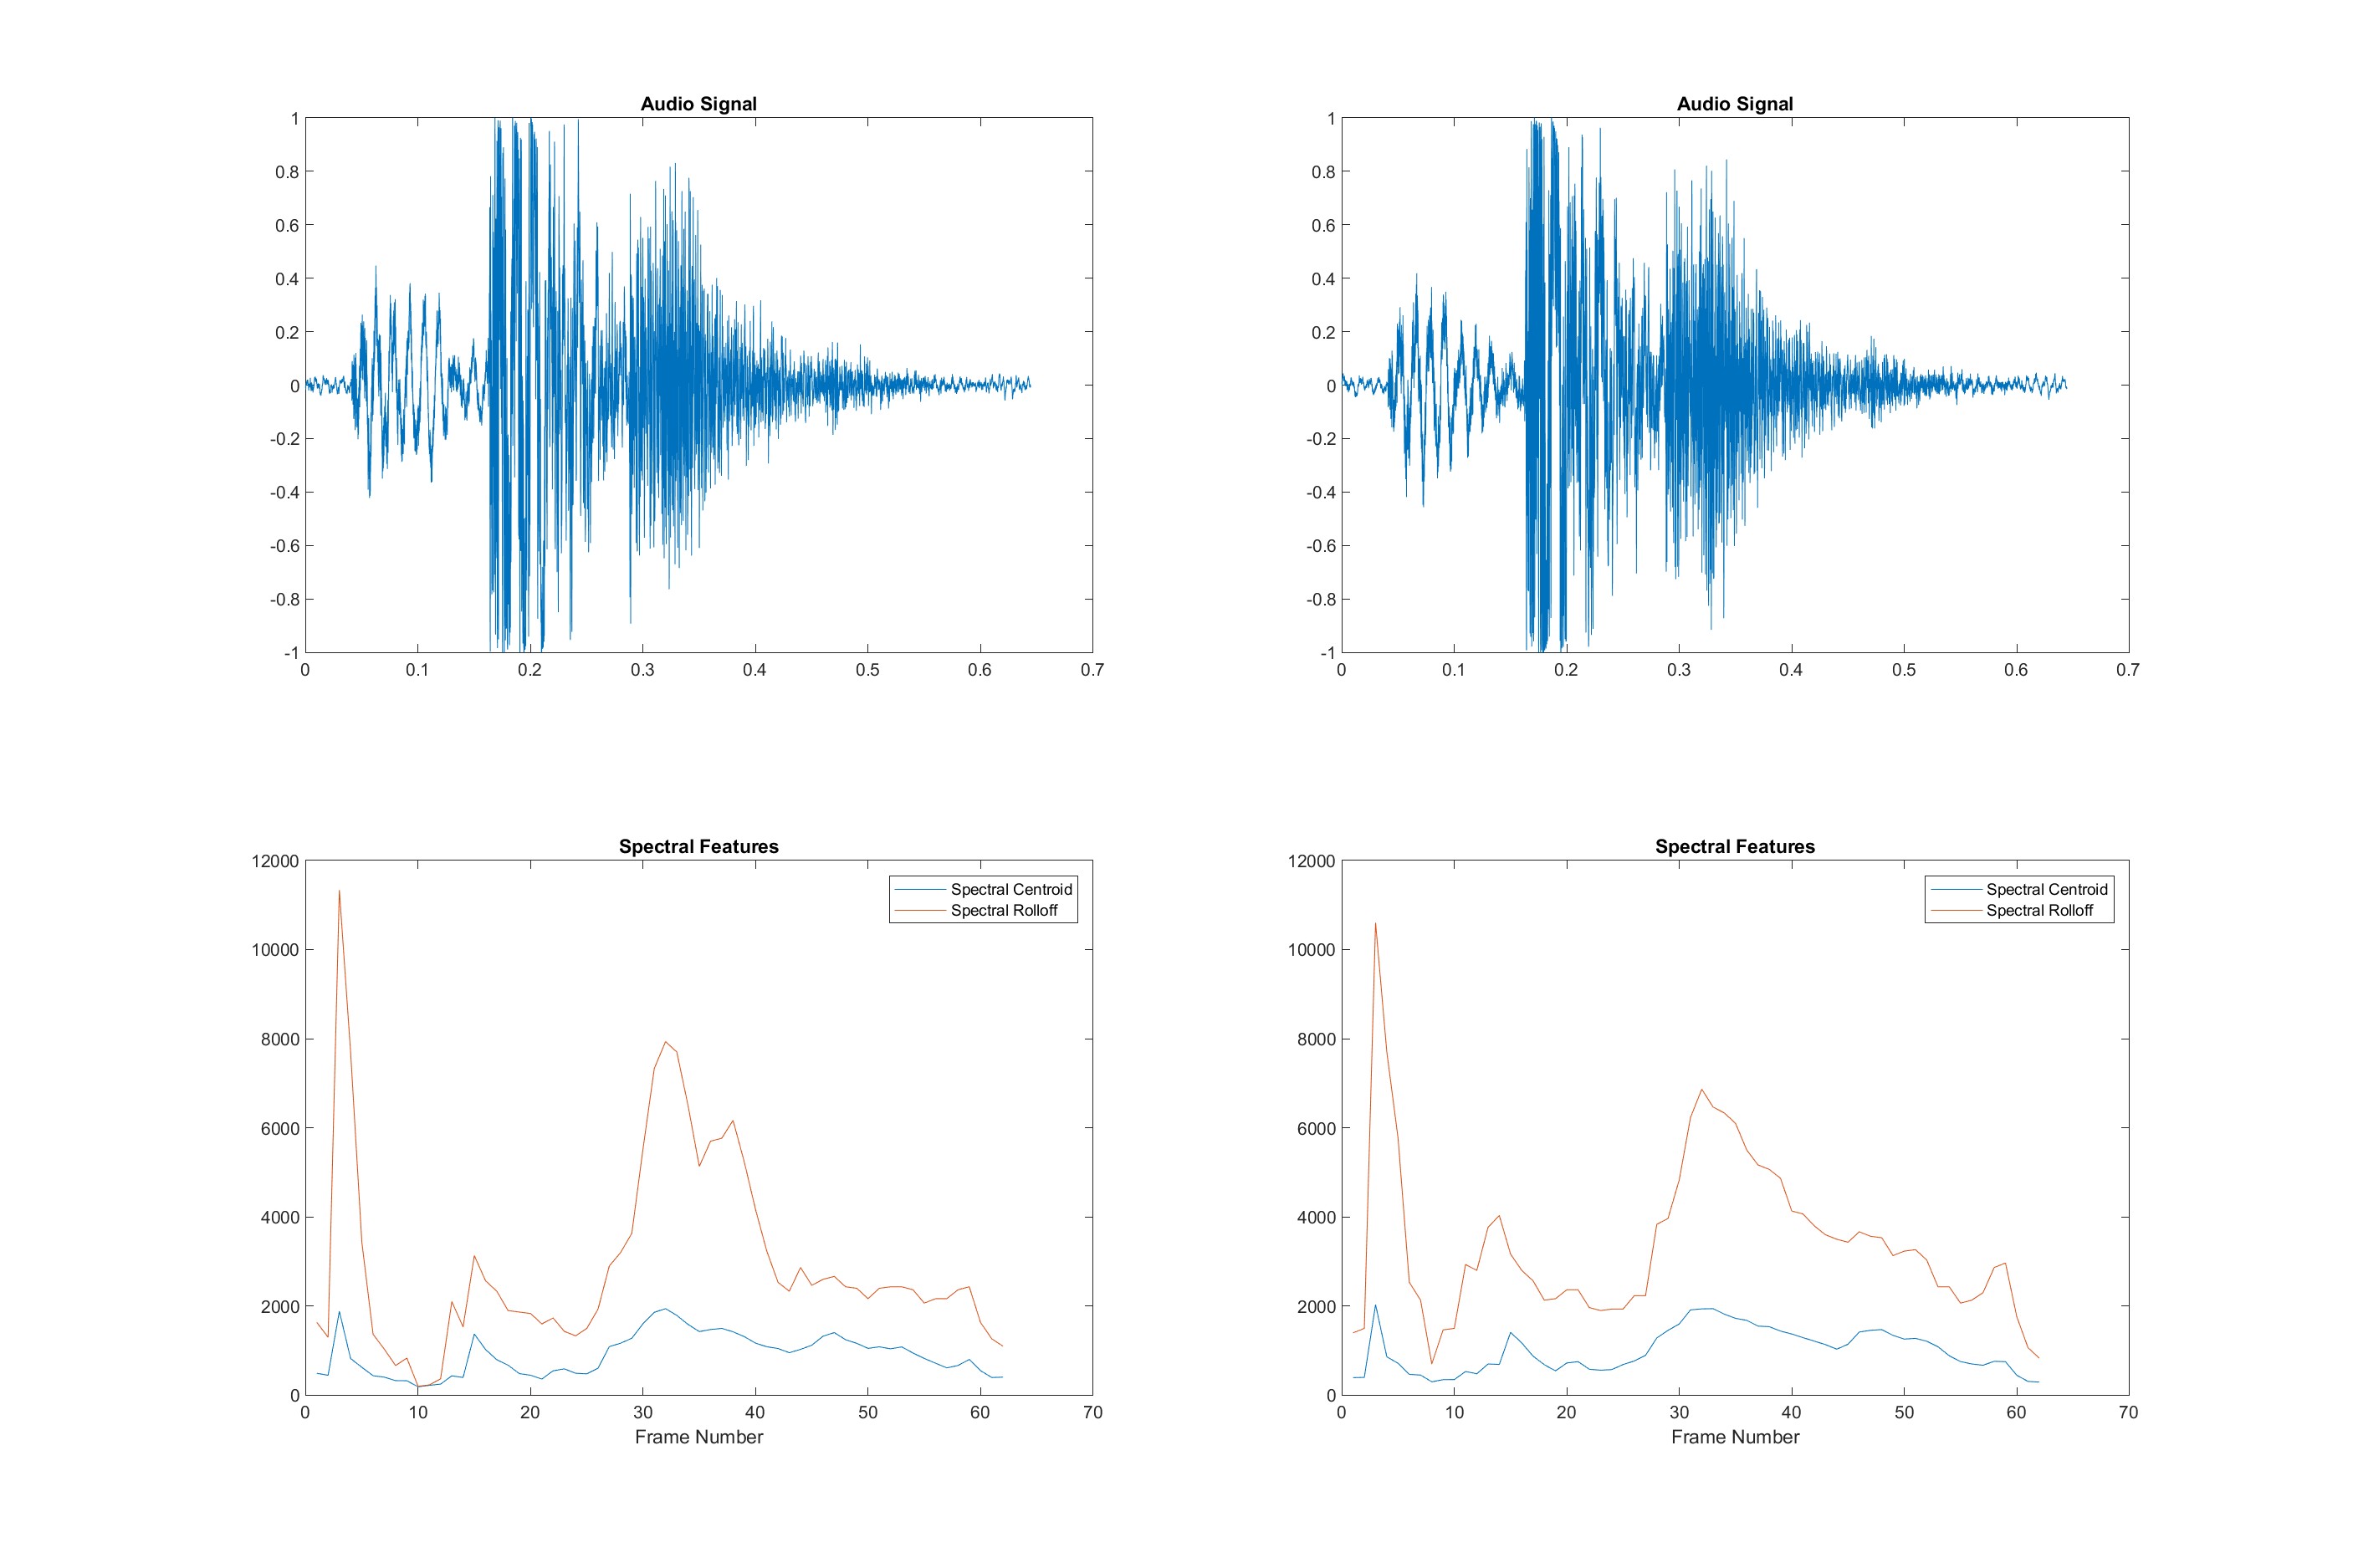 Audio Signal
1
0.8
0.6
0.4
0.2
0
-0.2
-0.4
-0.6
-0.8
-1
0 0.1 0.2 0.3 0.4 0.5 0.6 0.7
Audio Signal
1
0.8
0.6
0.4
0.2
0
-0.2
-0.4
-0.6
-0.8
-1
0 0.1 0.2 0.3 0.4 0.5 0.6 0.7
Spectral Features
12000
10000
8000
6000
4000
2000
0
Spectral Centroid
Spectral Rolloff
0 10 20 30 40 50 60 70
Frame Number
Spectral Features
12000
10000
8000
6000
4000
2000
0
Spectral Centroid
Spectral Rolloff
0 10 20 30 40 50 60 70
Frame Number